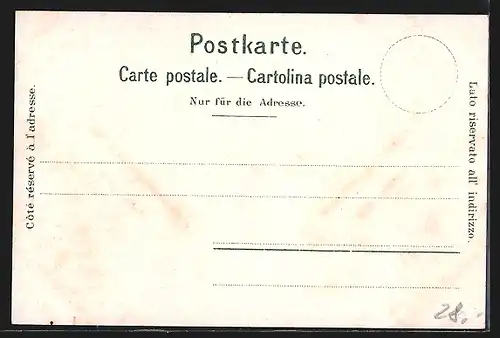 Postkarte.
Carte postale. — Cartolina postale.
Nur für die Adresse.
Côté réservé à l'adresse.
Lato riservato all' indirizzo.
28.-